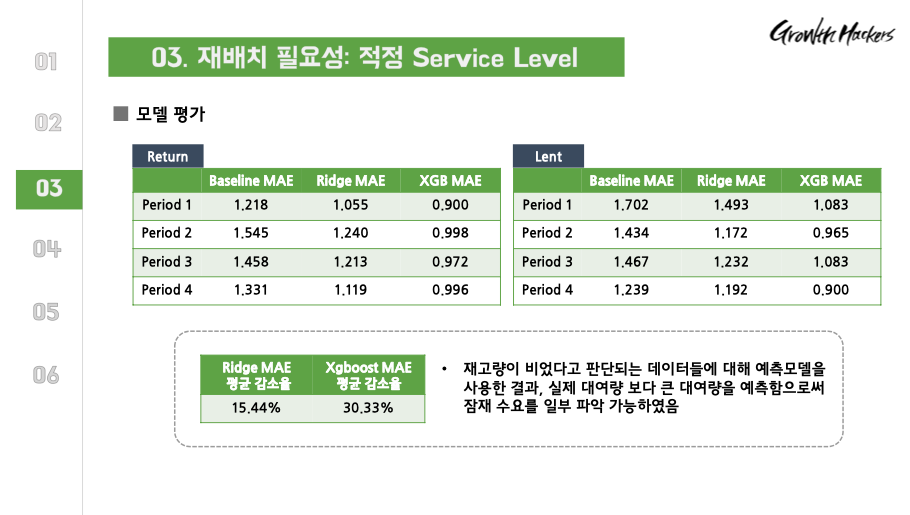 Growth Hackers
01
02
03
04
05
06
03. 재배치 필요성: 적정 Service Level
모델 평가
Return
Baseline MAE Ridge MAE XGB MAE
Period 1 1.218 1.055 0.900
Period 2 1.545 1.240 0.998
Period 3 1.458 1.213 0.972
Period 4 1.331 1.119 0.996
Lent
Baseline MAE Ridge MAE XGB MAE
Period 1 1.702 1.493 1.083
Period 2 1.434 1.172 0.965
Period 3 1.467 1.232 1.083
Period 4 1.239 1.192 0.900
Ridge MAE 평균 감소율 Xgboost MAE 평균 감소율
15.44% 30.33%
• 재고량이 비었다고 판단되는 데이터들에 대해 예측모델을
사용한 결과, 실제 대여량 보다 큰 대여량을 예측함으로써
잠재 수요를 일부 파악 가능하였음